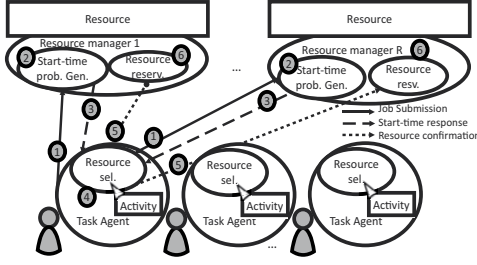 Resource
Resource
Resource manager 1
Resource manager R
2
Start-time
prob. Gen.
Resource
reserv.
6
...
2
Start-time
prob. Gen.
6
Resource
resv.
3
3
Job Submission
Start-time response
Resource confirmation
5
1
1
5
Resource
sel.
4
Activity
Task Agent
Resource
sel.
Activity
Task Agent
Resource
sel.
Activity
Task Agent
...